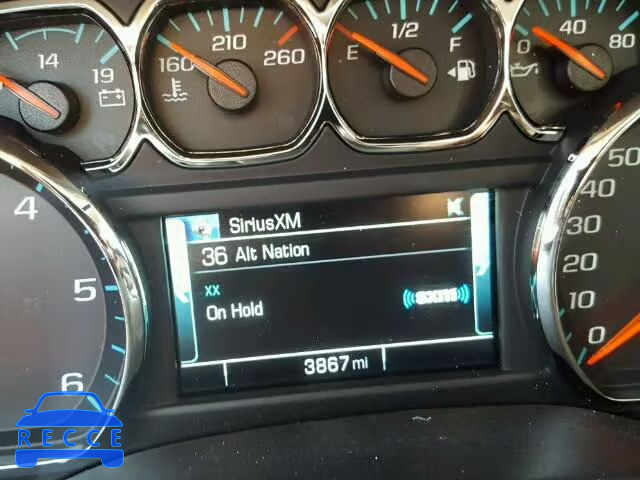 14 19
160 210 260
E 1/2 F
0 40 80
4 5 6
50 40 30 20 10 0
SiriusXM
36 Alt Nation
XX
On Hold
((SXM))
3867 mi
RECCE